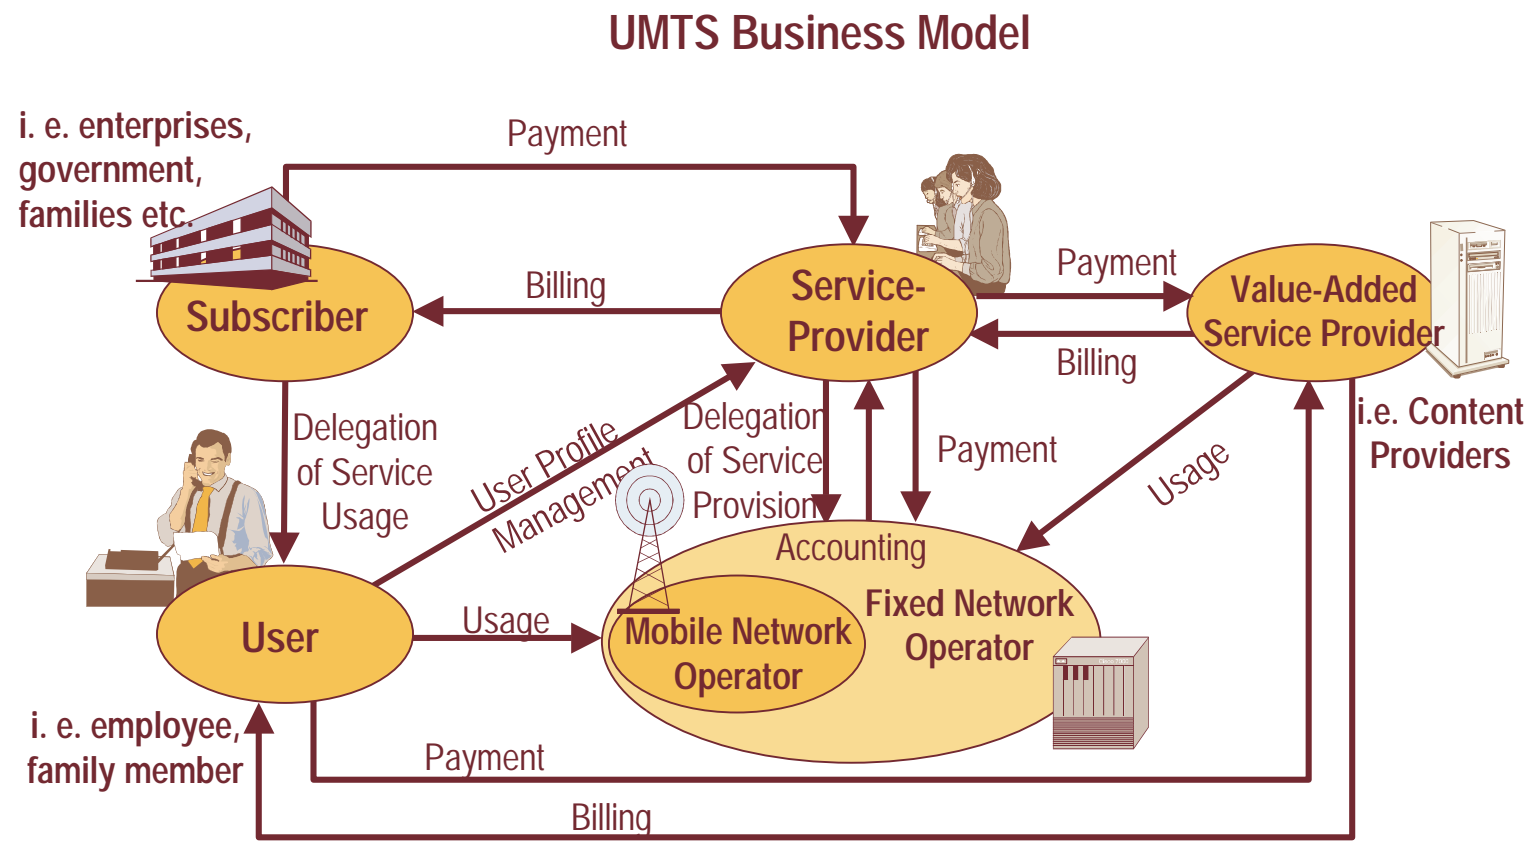 UMTS Business Model
i. e. enterprises,
government,
families etc.
Payment
Subscriber
Billing
Service-
Provider
Payment
Billing
Value-Added
Service Provider
i.e. Content
Providers
Delegation
of Service
Usage
User Profile
Management
Delegation
of Service
Provision
Payment
Usage
Accounting
Fixed Network
Operator
Mobile Network
Operator
User
Usage
i. e. employee,
family member
Payment
Billing